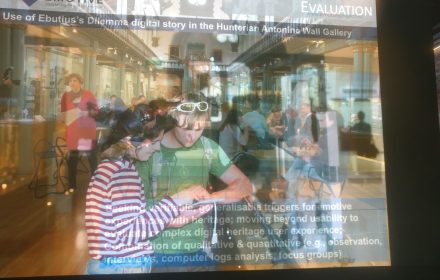 EVALUATION
Use of Ebutius's Dilemma digital story in the Hunterian Antonine Wall Gallery
Seeking generalisable triggers for emotive
with heritage; moving beyond usability to
complex digital heritage user experience;
Combination of qualitative & quantitative (e.g., observation,
interviews, computer logs analysis, focus groups)